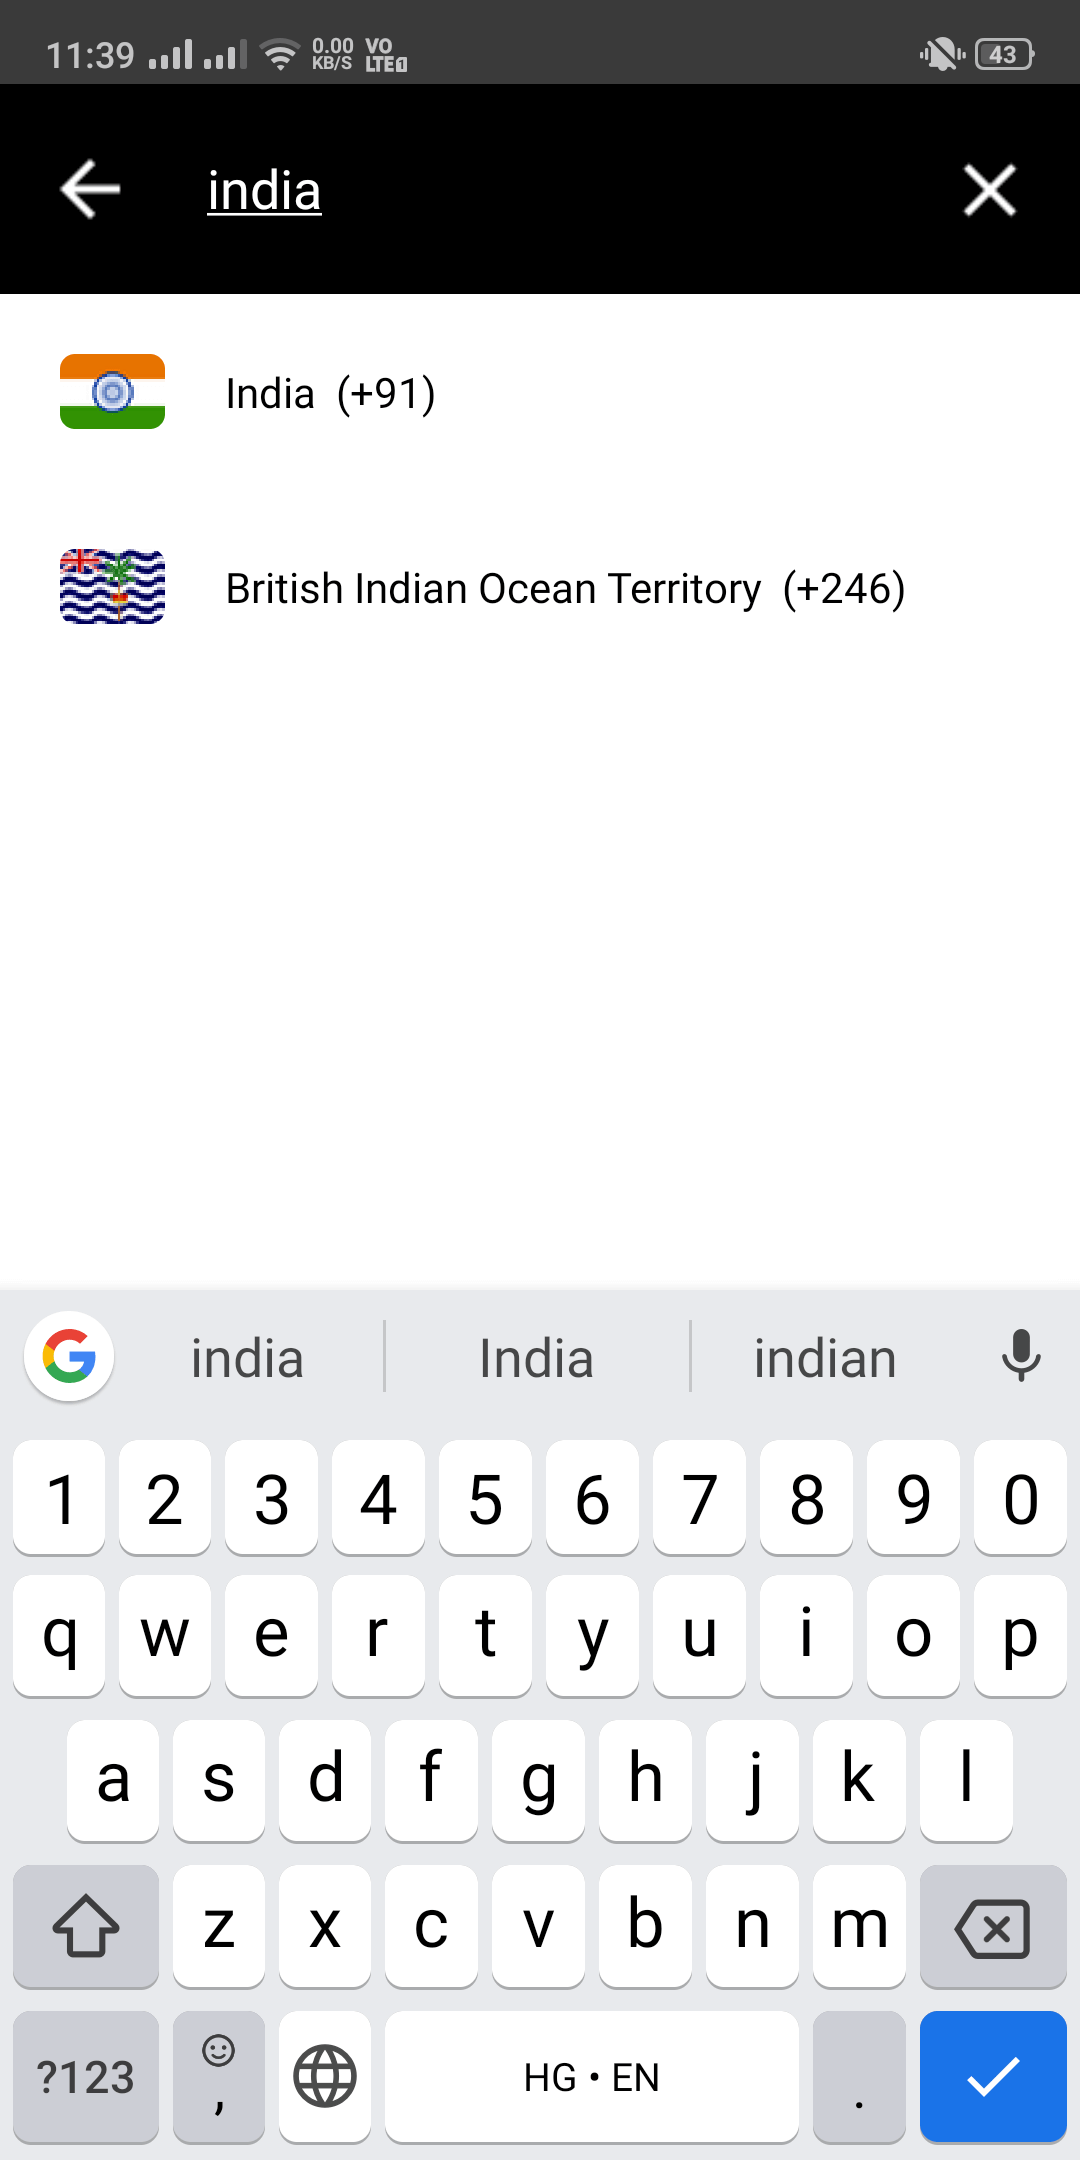 11:39 0.00 KB/S VO LTE 1 43
india
India (+91)
British Indian Ocean Territory (+246)
india India indian
1 2 3 4 5 6 7 8 9 0
q w e r t y u i o p
a s d f g h j k l
z x c v b n m
?123 , HG • EN .